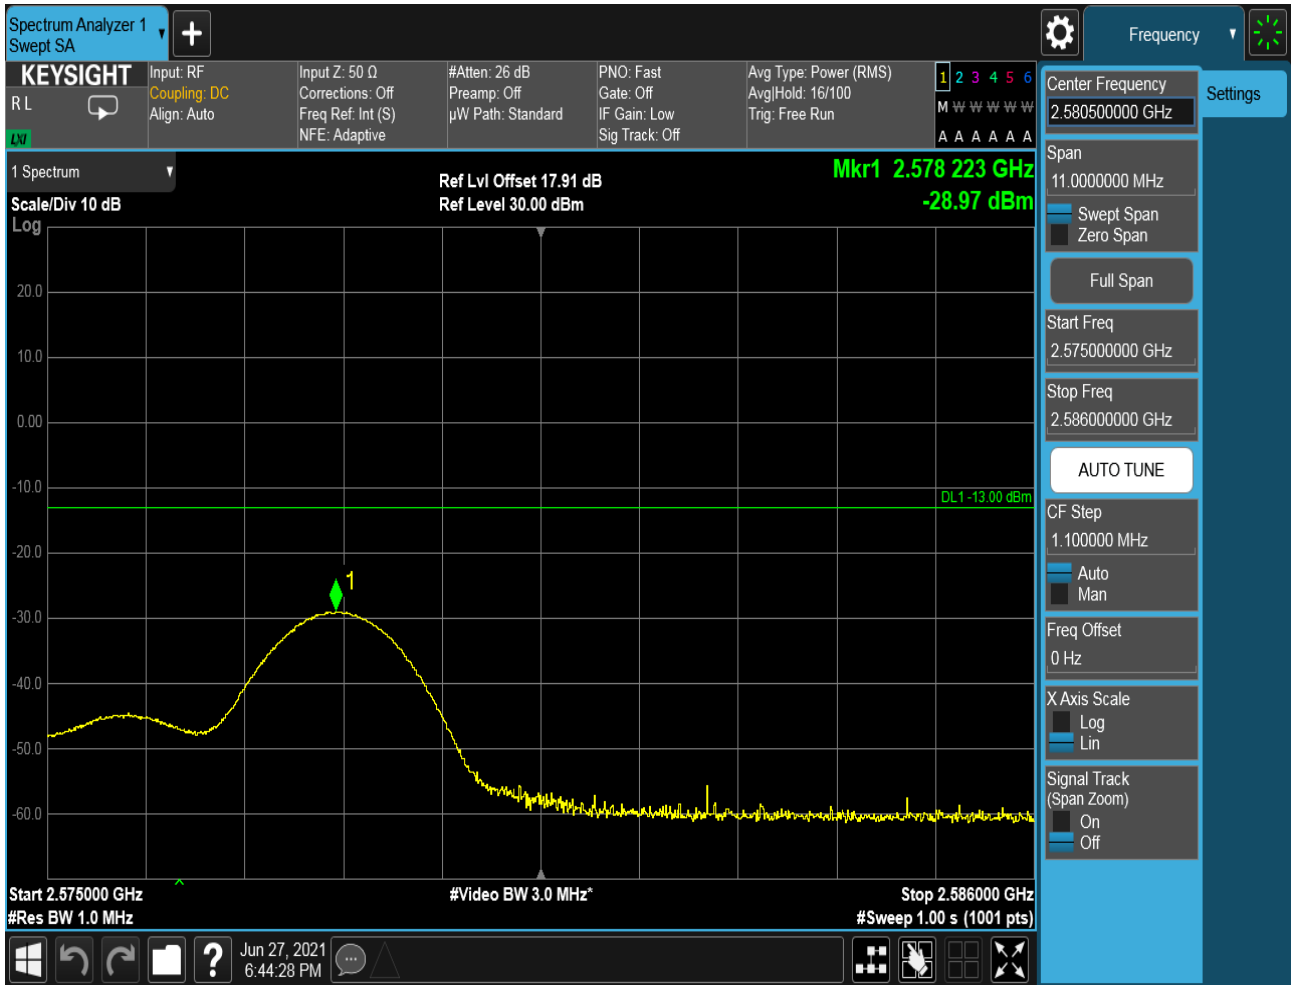 Spectrum Analyzer 1
Swept SA
Frequency
KEYSIGHT
R L
LXI
Input: RF
Coupling: DC
Align: Auto
Input Z: 50 Ω
Corrections: Off
Freq Ref: Int (S)
NFE: Adaptive
#Atten: 26 dB
Preamp: Off
µW Path: Standard
PNO: Fast
Gate: Off
IF Gain: Low
Sig Track: Off
Avg Type: Power (RMS)
Avg|Hold: 16/100
Trig: Free Run
1 2 3 4 5 6
M W W W W W
A A A A A A
1 Spectrum
Scale/Div 10 dB
Log
Ref Lvl Offset 17.91 dB
Ref Level 30.00 dBm
Mkr1 2.578 223 GHz
-28.97 dBm
20.0
10.0
0.00
-10.0
DL1 -13.00 dBm
-20.0
1
-30.0
-40.0
-50.0
-60.0
Start 2.575000 GHz
#Res BW 1.0 MHz
#Video BW 3.0 MHz*
Stop 2.586000 GHz
#Sweep 1.00 s (1001 pts)
Jun 27, 2021
6:44:28 PM
Center Frequency
2.580500000 GHz
Settings
Span
11.0000000 MHz
Swept Span
Zero Span
Full Span
Start Freq
2.575000000 GHz
Stop Freq
2.586000000 GHz
AUTO TUNE
CF Step
1.100000 MHz
Auto
Man
Freq Offset
0 Hz
X Axis Scale
Log
Lin
Signal Track
(Span Zoom)
On
Off